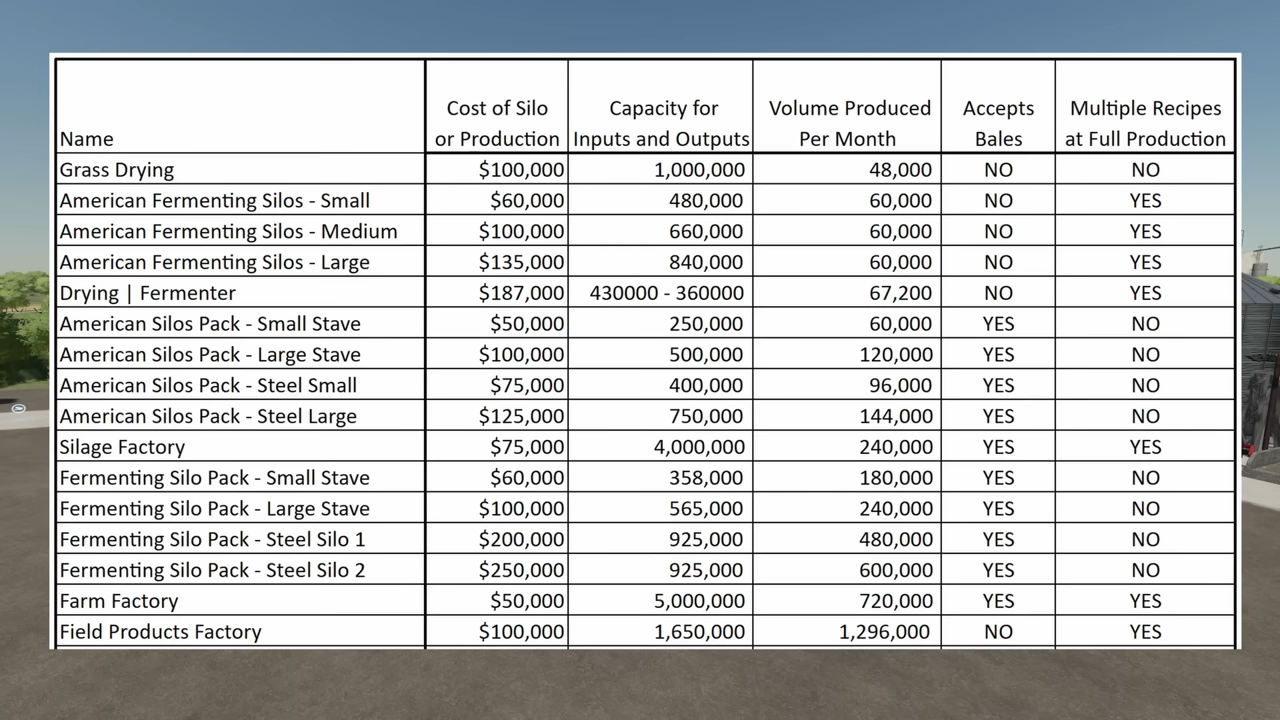 Name Cost of Silo or Production Capacity for Inputs and Outputs Volume Produced Per Month Accepts Bales Multiple Recipes at Full Production
Grass Drying $100,000 1,000,000 48,000 NO NO
American Fermenting Silos - Small $60,000 480,000 60,000 NO YES
American Fermenting Silos - Medium $100,000 660,000 60,000 NO YES
American Fermenting Silos - Large $135,000 840,000 60,000 NO YES
Drying | Fermenter $187,000 430000 - 360000 67,200 NO YES
American Silos Pack - Small Stave $50,000 250,000 60,000 YES NO
American Silos Pack - Large Stave $100,000 500,000 120,000 YES NO
American Silos Pack - Steel Small $75,000 400,000 96,000 YES NO
American Silos Pack - Steel Large $125,000 750,000 144,000 YES NO
Silage Factory $75,000 4,000,000 240,000 YES YES
Fermenting Silo Pack - Small Stave $60,000 358,000 180,000 YES NO
Fermenting Silo Pack - Large Stave $100,000 565,000 240,000 YES NO
Fermenting Silo Pack - Steel Silo 1 $200,000 925,000 480,000 YES NO
Fermenting Silo Pack - Steel Silo 2 $250,000 925,000 600,000 YES NO
Farm Factory $50,000 5,000,000 720,000 YES YES
Field Products Factory $100,000 1,650,000 1,296,000 NO YES